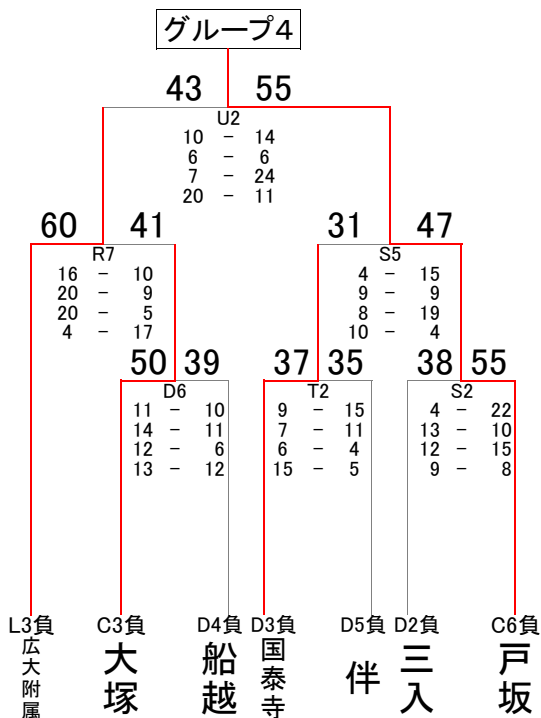 グループ4
43 55
U2
10 － 14
6 － 6
7 － 24
20 － 11
60 41
R7
16 － 10
20 － 9
20 － 5
4 － 17
31 47
S5
4 － 15
9 － 9
8 － 19
10 － 4
50 39
D6
11 － 10
14 － 11
12 － 6
13 － 12
37 35
T2
9 － 15
7 － 11
6 － 4
15 － 5
38 55
S2
4 － 22
13 － 10
12 － 15
9 － 8
L3負 C3負 D4負 D3負 D5負 D2負 C6負
広大附属
大塚
船越
国泰寺
伴
三入
戸坂